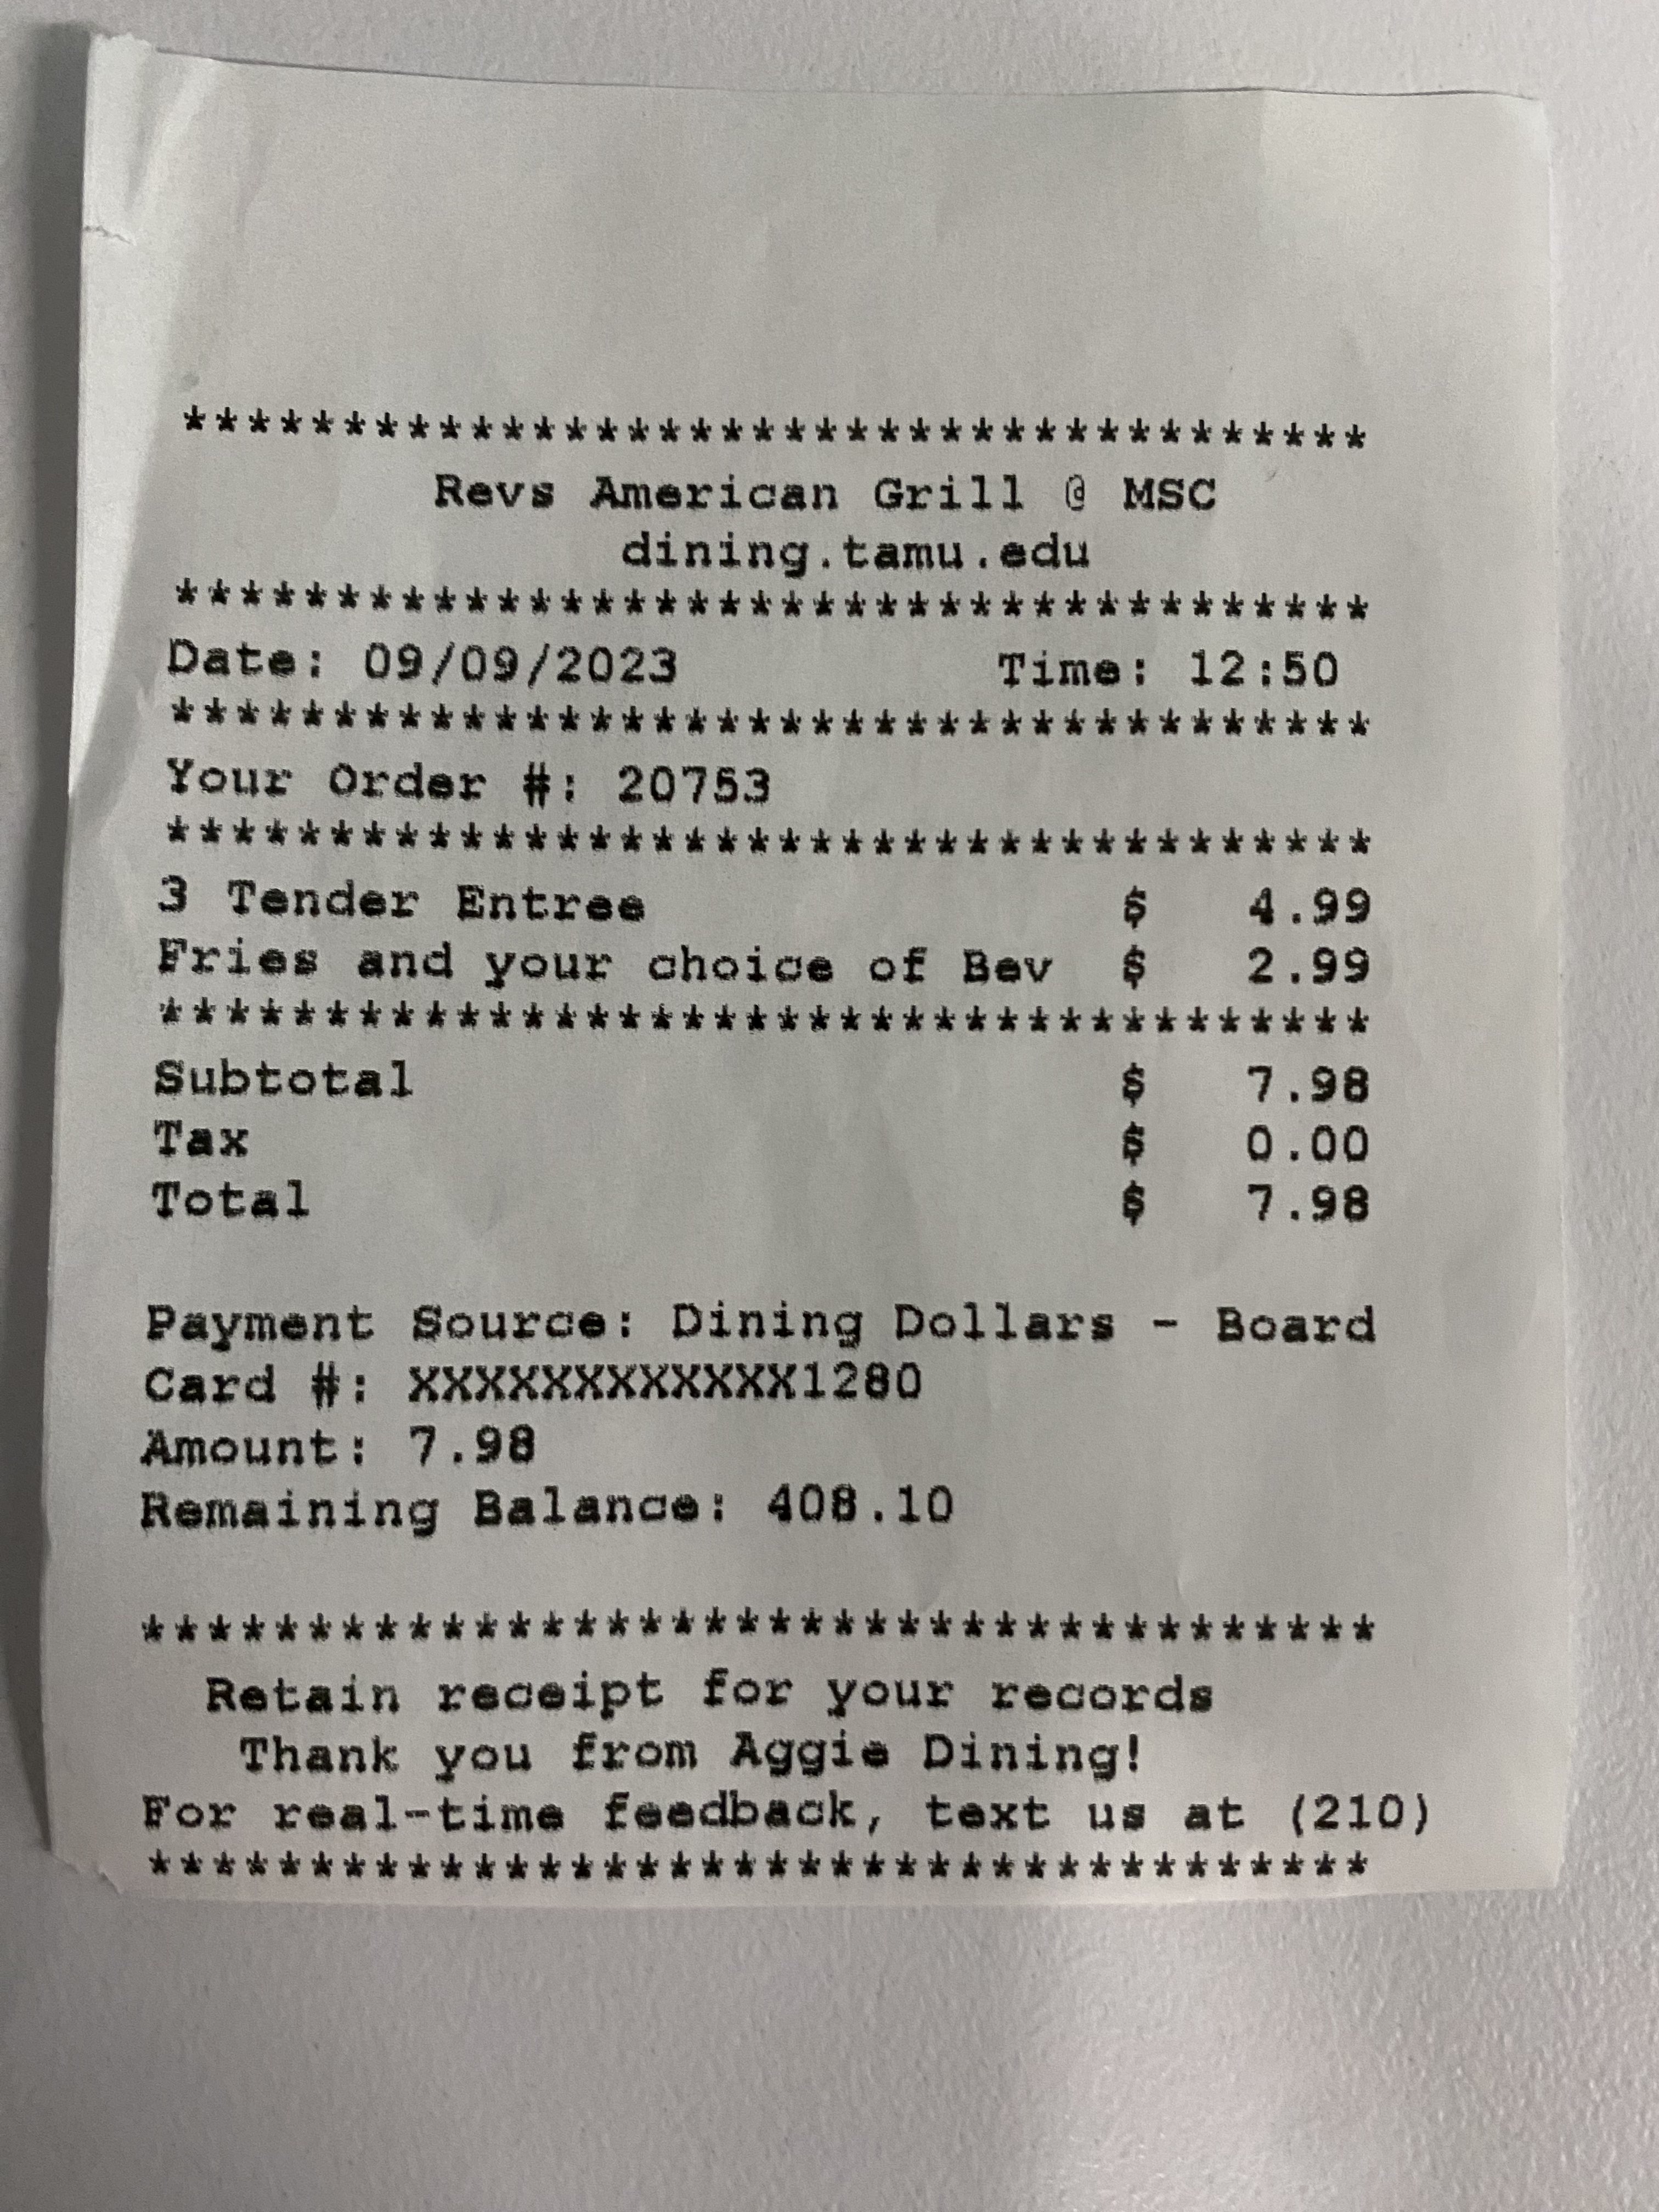 *************************************
Revs American Grill @ MSC
dining.tamu.edu
*************************************
Date: 09/09/2023 Time: 12:50
*************************************
Your Order #: 20753
*************************************
3 Tender Entree $ 4.99
Fries and your choice of Bev $ 2.99
*************************************
Subtotal $ 7.98
Tax $ 0.00
Total $ 7.98
Payment Source: Dining Dollars - Board
Card #: XXXXXXXXXXXX1280
Amount: 7.98
Remaining Balance: 408.10
*************************************
Retain receipt for your records
Thank you from Aggie Dining!
For real-time feedback, text us at (210)
*************************************